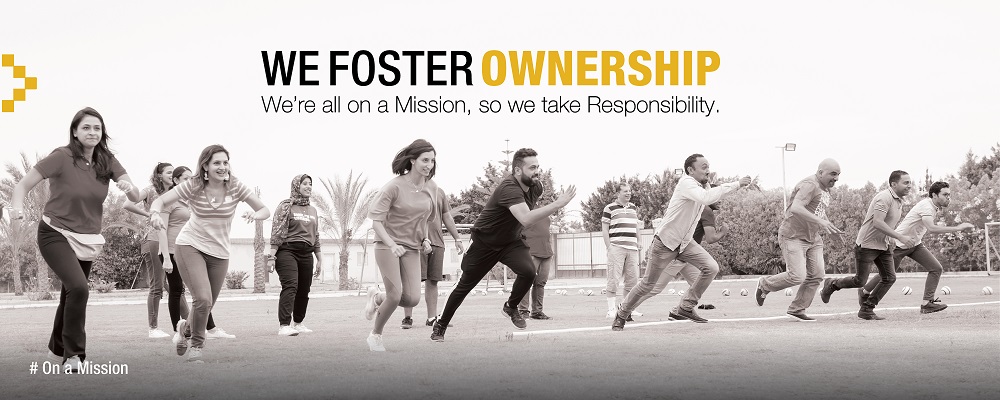 WE FOSTER OWNERSHIP
We're all on a Mission, so we take Responsibility.
# On a Mission